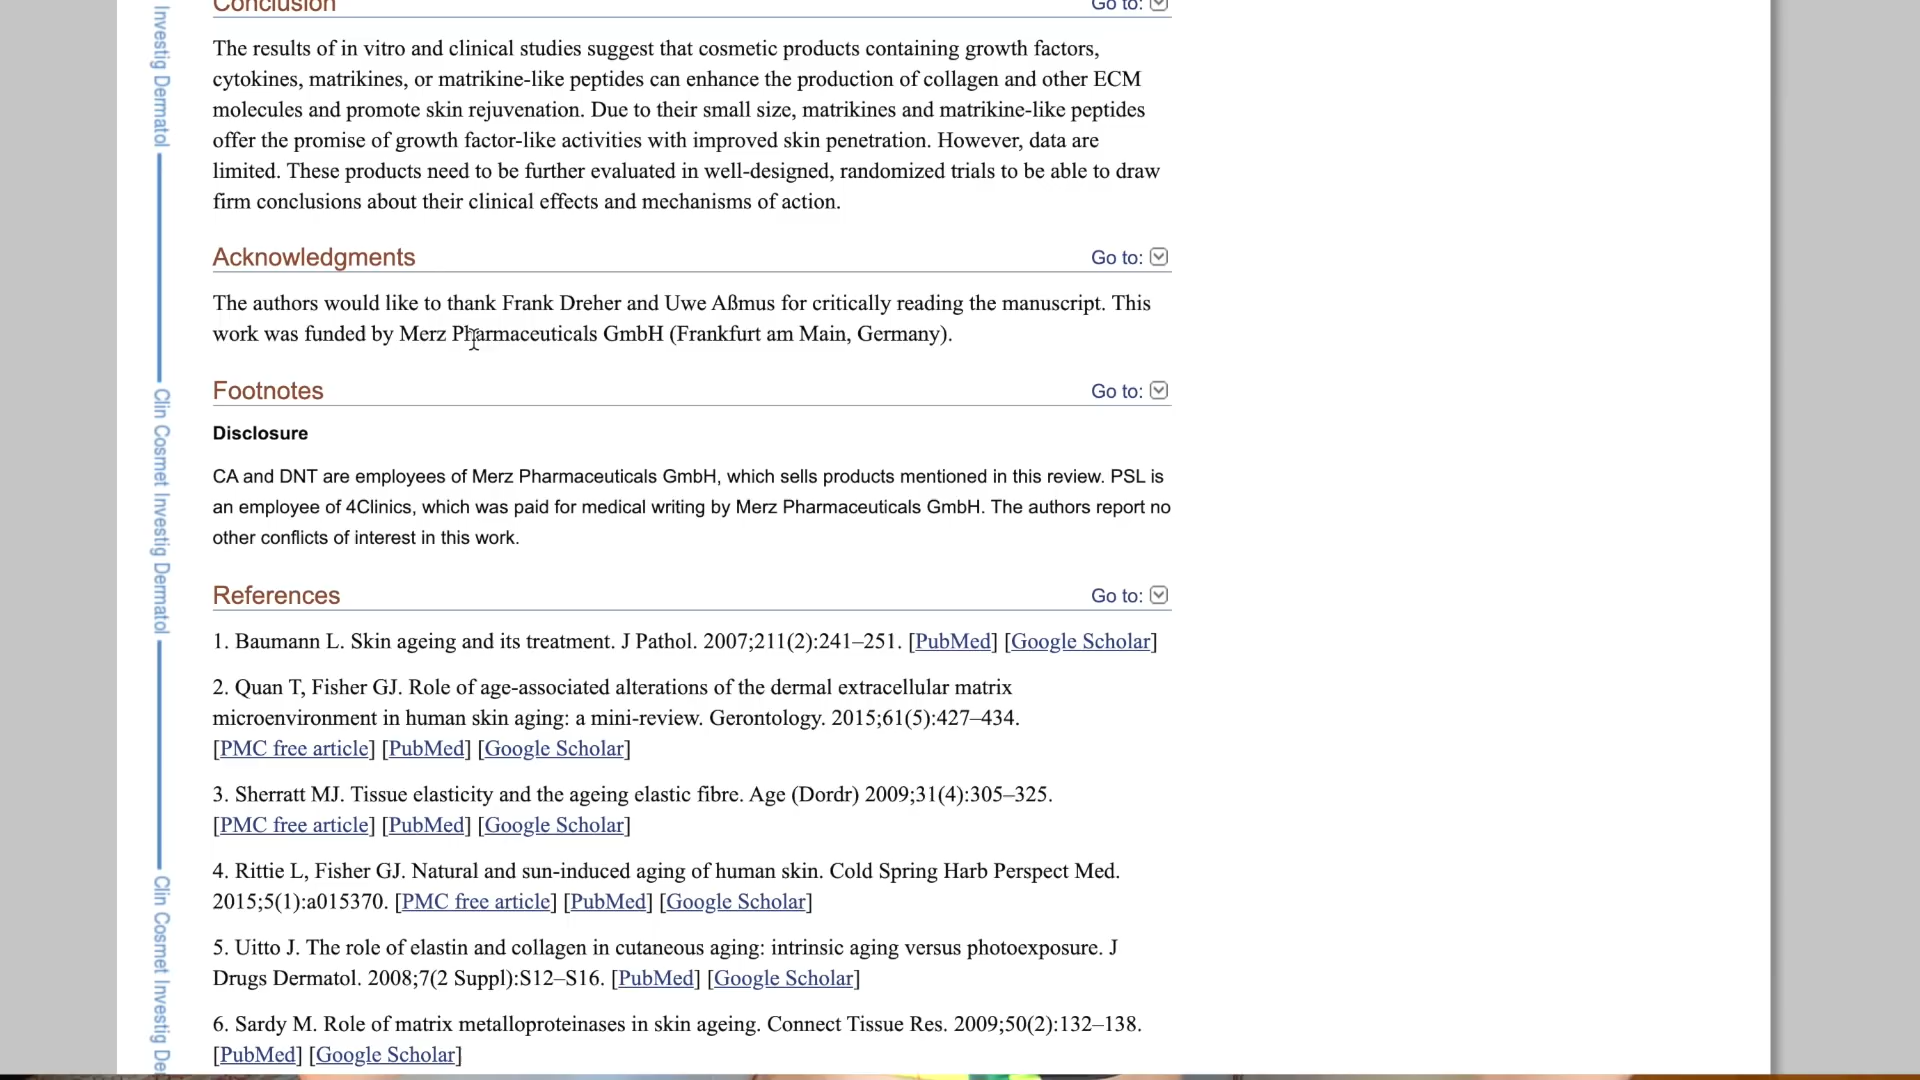 Conclusion Go to:
The results of in vitro and clinical studies suggest that cosmetic products containing growth factors,
cytokines, matrikines, or matrikine-like peptides can enhance the production of collagen and other ECM
molecules and promote skin rejuvenation. Due to their small size, matrikines and matrikine-like peptides
offer the promise of growth factor-like activities with improved skin penetration. However, data are
limited. These products need to be further evaluated in well-designed, randomized trials to be able to draw
firm conclusions about their clinical effects and mechanisms of action.
Acknowledgments Go to:
The authors would like to thank Frank Dreher and Uwe Aßmus for critically reading the manuscript. This
work was funded by Merz Pharmaceuticals GmbH (Frankfurt am Main, Germany).
Footnotes Go to:
Disclosure
CA and DNT are employees of Merz Pharmaceuticals GmbH, which sells products mentioned in this review. PSL is
an employee of 4Clinics, which was paid for medical writing by Merz Pharmaceuticals GmbH. The authors report no
other conflicts of interest in this work.
References Go to:
1. Baumann L. Skin ageing and its treatment. J Pathol. 2007;211(2):241–251. [PubMed] [Google Scholar]
2. Quan T, Fisher GJ. Role of age-associated alterations of the dermal extracellular matrix
microenvironment in human skin aging: a mini-review. Gerontology. 2015;61(5):427–434.
[PMC free article] [PubMed] [Google Scholar]
3. Sherratt MJ. Tissue elasticity and the ageing elastic fibre. Age (Dordr) 2009;31(4):305–325.
[PMC free article] [PubMed] [Google Scholar]
4. Rittie L, Fisher GJ. Natural and sun-induced aging of human skin. Cold Spring Harb Perspect Med.
2015;5(1):a015370. [PMC free article] [PubMed] [Google Scholar]
5. Uitto J. The role of elastin and collagen in cutaneous aging: intrinsic aging versus photoexposure. J
Drugs Dermatol. 2008;7(2 Suppl):S12–S16. [PubMed] [Google Scholar]
6. Sardy M. Role of matrix metalloproteinases in skin ageing. Connect Tissue Res. 2009;50(2):132–138.
[PubMed] [Google Scholar]
Investig Dermatol
Clin Cosmet Investig Dermatol
Clin Cosmet Investig De